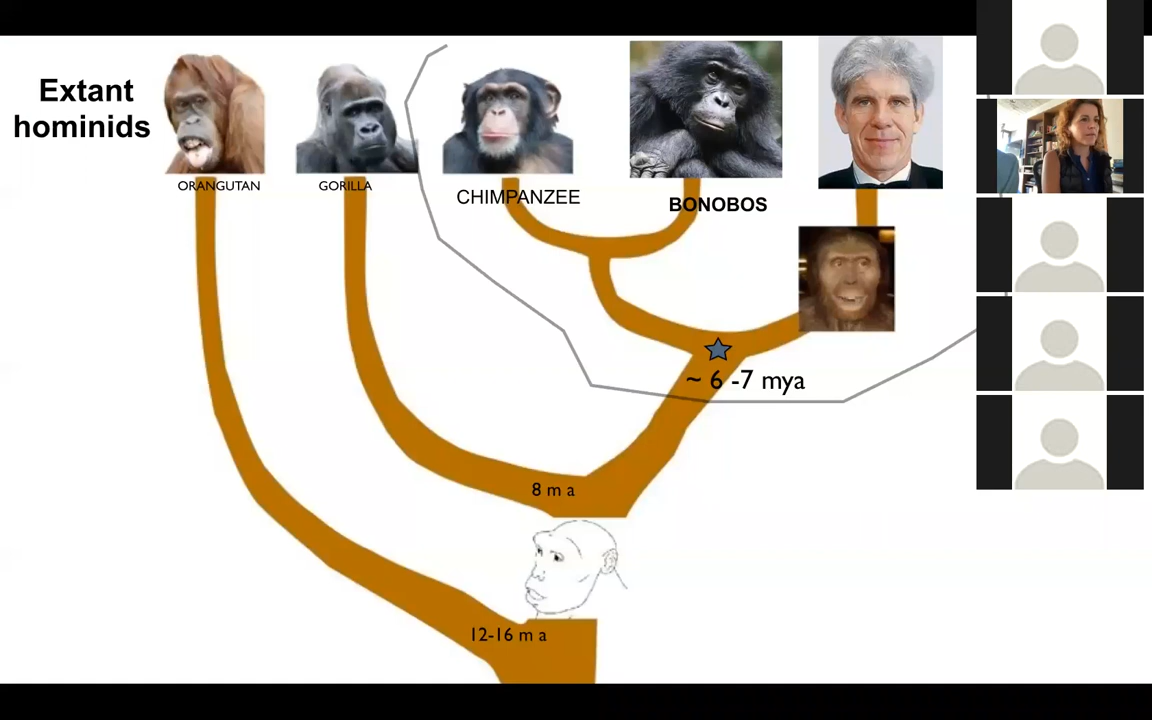 Extant
hominids
ORANGUTAN
GORILLA
CHIMPANZEE
BONOBOS
~ 6 -7 mya
8 m a
12-16 m a